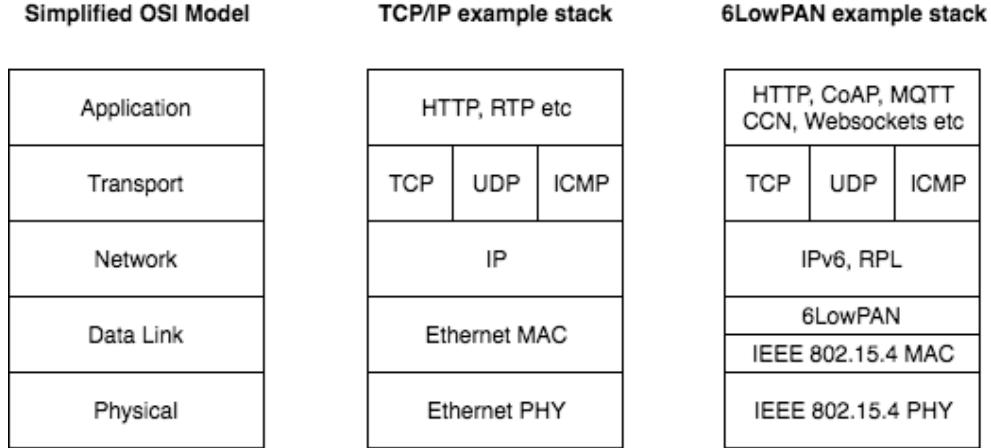 Simplified OSI Model
TCP/IP example stack
6LowPAN example stack
Application
HTTP, RTP etc
HTTP, CoAP, MQTT
CCN, Websockets etc
Transport
TCP
UDP
ICMP
TCP
UDP
ICMP
Network
IP
IPv6, RPL
Data Link
Ethernet MAC
6LowPAN
IEEE 802.15.4 MAC
Physical
Ethernet PHY
IEEE 802.15.4 PHY